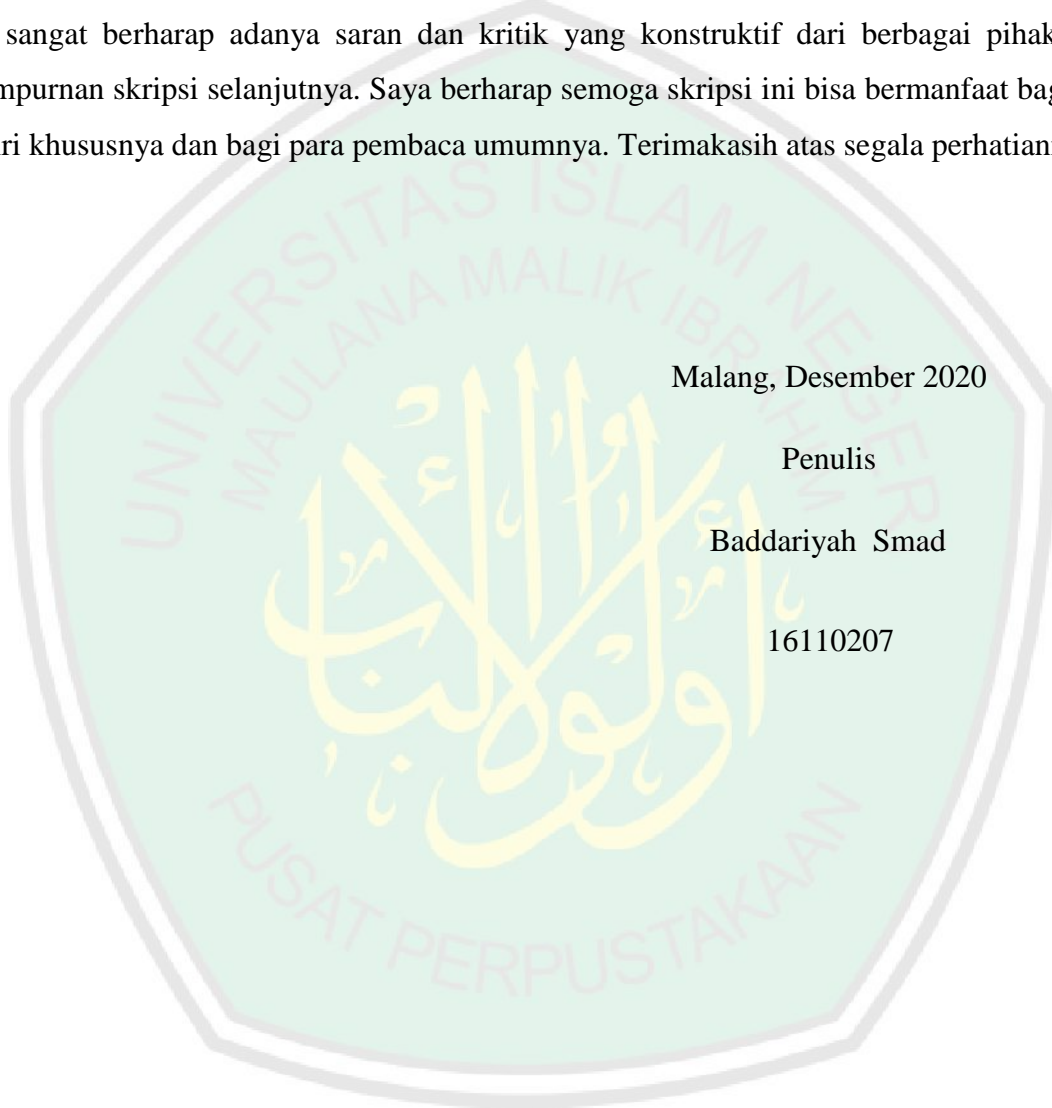 sangat berharap adanya saran dan kritik yang konstruktif dari berbagai pihak
mpurnan skripsi selanjutnya. Saya berharap semoga skripsi ini bisa bermanfaat bag
ri khususnya dan bagi para pembaca umumnya. Terimakasih atas segala perhatian
UNIVERSITAS ISLAM NEGERI
MAULANA MALIK IBRAHIM
Malang, Desember 2020
Penulis
Baddariyah Smad
16110207
أولو الألباب
PUSAT PERPUSTAKAAN